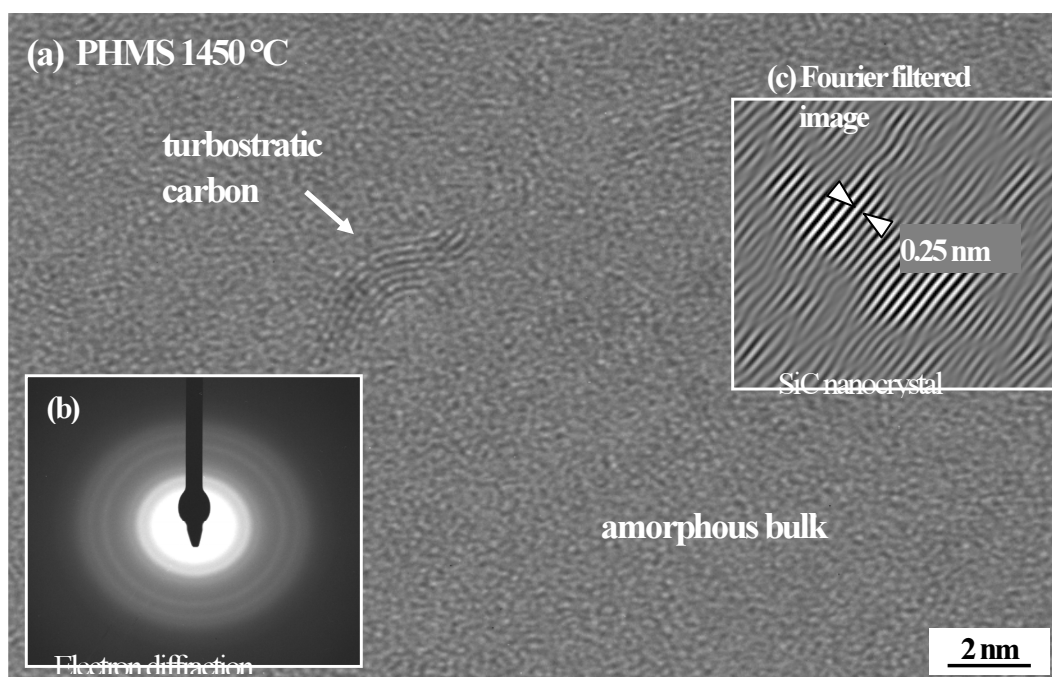 (a) PHMS 1450 °C
(c) Fourier filtered
image
turbostratic
carbon
0.25 nm
SiC nanocrystal
(b)
amorphous bulk
Electron diffraction
2 nm